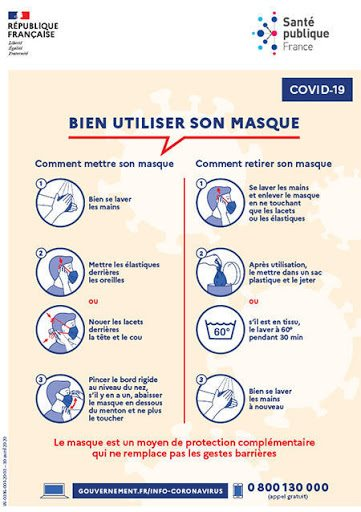 RÉPUBLIQUE
FRANÇAISE
Liberté
Égalité
Fraternité
Santé
publique
France
COVID-19
BIEN UTILISER SON MASQUE
Comment mettre son masque
1
Bien se laver
les mains
2
Mettre les élastiques
derrières
les oreilles
ou
Nouer les lacets
derrières
la tête et le cou
3
Pincer le bord rigide
au niveau du nez,
s'il y en a un, abaisser
le masque en dessous
du menton et ne plus
le toucher
Comment retirer son masque
1
Se laver les mains
et enlever le masque
en ne touchant
que les lacets
ou les élastiques
2
Après utilisation,
le mettre dans un sac
plastique et le jeter
ou
60°
s'il est en tissu,
le laver à 60°
pendant 30 min
3
Bien se laver
les mains
à nouveau
Le masque est un moyen de protection complémentaire
qui ne remplace pas les gestes barrières
GOUVERNEMENT.FR/INFO-CORONAVIRUS
0 800 130 000
(appel gratuit)